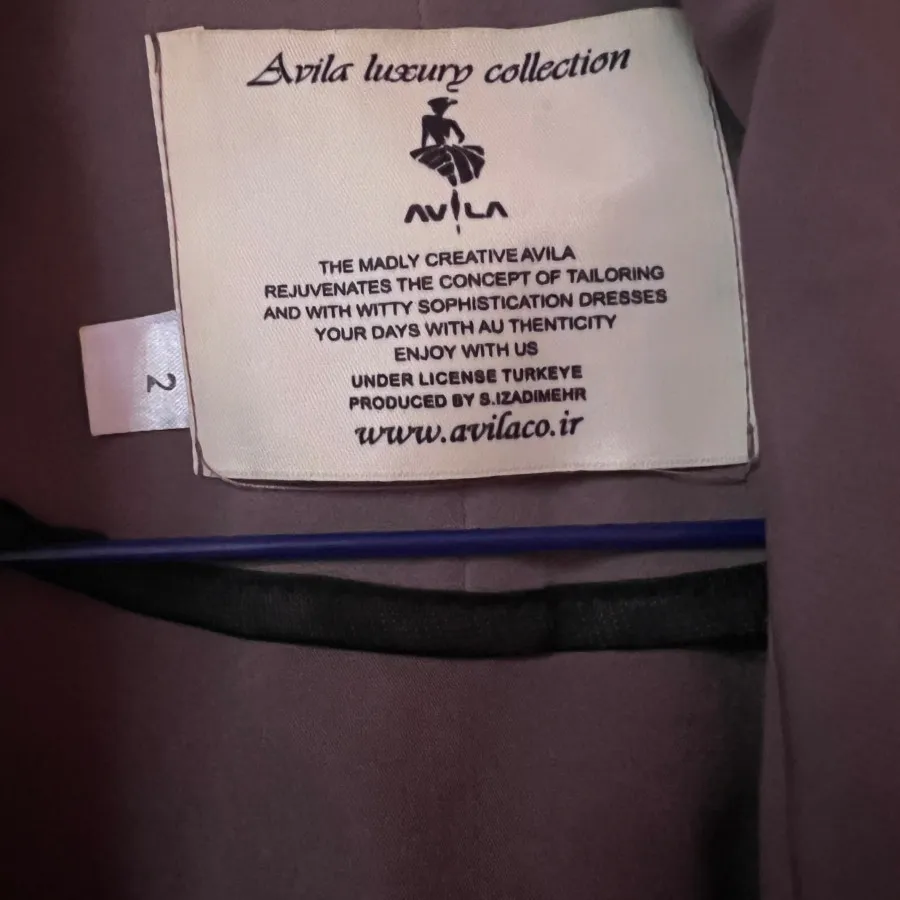 Avila luxury collection
AVILA
THE MADLY CREATIVE AVILA
REJUVENATES THE CONCEPT OF TAILORING
AND WITH WITTY SOPHISTICATION DRESSES
YOUR DAYS WITH AU THENTICITY
ENJOY WITH US
UNDER LICENSE TURKEYE
PRODUCED BY S.IZADIMEHR
www.avilaco.ir
2